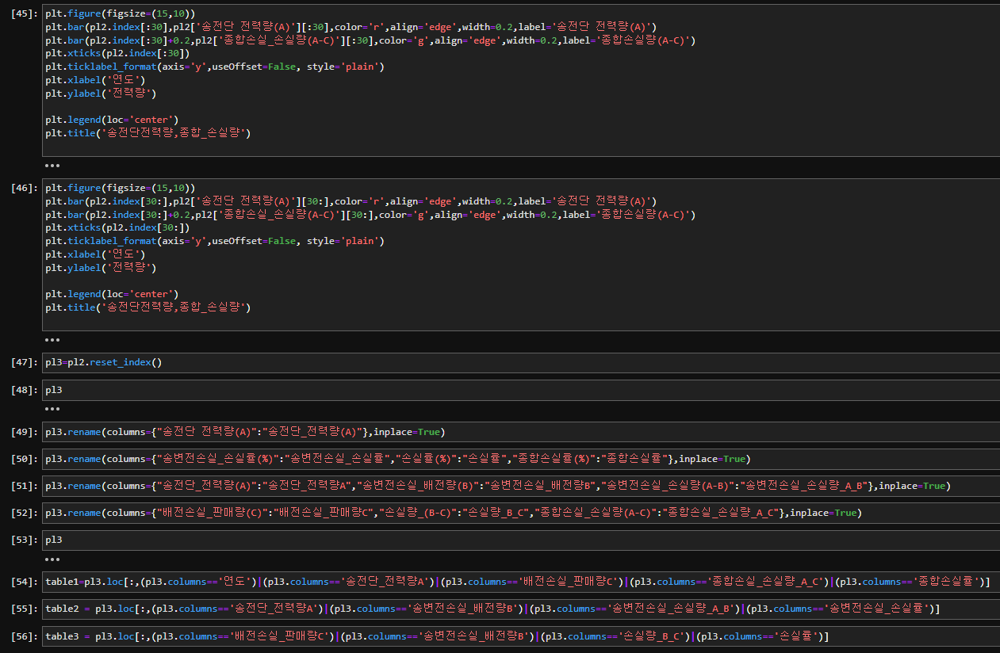 [45]: plt.figure(figsize=(15,10))
plt.bar(pl2.index[:30],pl2['송전단 전력량(A)'][:30],color='r',align='edge',width=0.2,label='송전단 전력량(A)')
plt.bar(pl2.index[:30]+0.2,pl2['종합손실_손실량(A-C)'][:30],color='g',align='edge',width=0.2,label='종합손실량(A-C)')
plt.xticks(pl2.index[:30])
plt.ticklabel_format(axis='y',useOffset=False, style='plain')
plt.xlabel('연도')
plt.ylabel('전력량')
plt.legend(loc='center')
plt.title('송전단전력량,종합_손실량')
•••
[46]: plt.figure(figsize=(15,10))
plt.bar(pl2.index[30:],pl2['송전단 전력량(A)'][30:],color='r',align='edge',width=0.2,label='송전단 전력량(A)')
plt.bar(pl2.index[30:]+0.2,pl2['종합손실_손실량(A-C)'][30:],color='g',align='edge',width=0.2,label='종합손실량(A-C)')
plt.xticks(pl2.index[30:])
plt.ticklabel_format(axis='y',useOffset=False, style='plain')
plt.xlabel('연도')
plt.ylabel('전력량')
plt.legend(loc='center')
plt.title('송전단전력량,종합_손실량')
•••
[47]: pl3=pl2.reset_index()
[48]: pl3
•••
[49]: pl3.rename(columns={"송전단 전력량(A)":"송전단_전력량(A)"},inplace=True)
[50]: pl3.rename(columns={"송변전손실_손실률(%)":"송변전손실_손실률","손실률(%)":"손실률","종합손실률(%)":"종합손실률"},inplace=True)
[51]: pl3.rename(columns={"송전단_전력량(A)":"송전단_전력량A","송변전손실_배전량(B)":"송변전손실_배전량B","송변전손실_손실량(A-B)":"송변전손실_손실량_A_B"},inplace=True)
[52]: pl3.rename(columns={"배전손실_판매량(C)":"배전손실_판매량C","손실량_(B-C)":"손실량_B_C","종합손실_손실량(A-C)":"종합손실_손실량_A_C"},inplace=True)
[53]: pl3
•••
[54]: table1=pl3.loc[:,(pl3.columns=='연도')|(pl3.columns=='송전단_전력량A')|(pl3.columns=='배전손실_판매량C')|(pl3.columns=='종합손실_손실량_A_C')|(pl3.columns=='종합손실률')]
[55]: table2 = pl3.loc[:,(pl3.columns=='송전단_전력량A')|(pl3.columns=='송변전손실_배전량B')|(pl3.columns=='송변전손실_손실량_A_B')|(pl3.columns=='송변전손실_손실률')]
[56]: table3 = pl3.loc[:,(pl3.columns=='배전손실_판매량C')|(pl3.columns=='송변전손실_배전량B')|(pl3.columns=='손실량_B_C')|(pl3.columns=='손실률')]